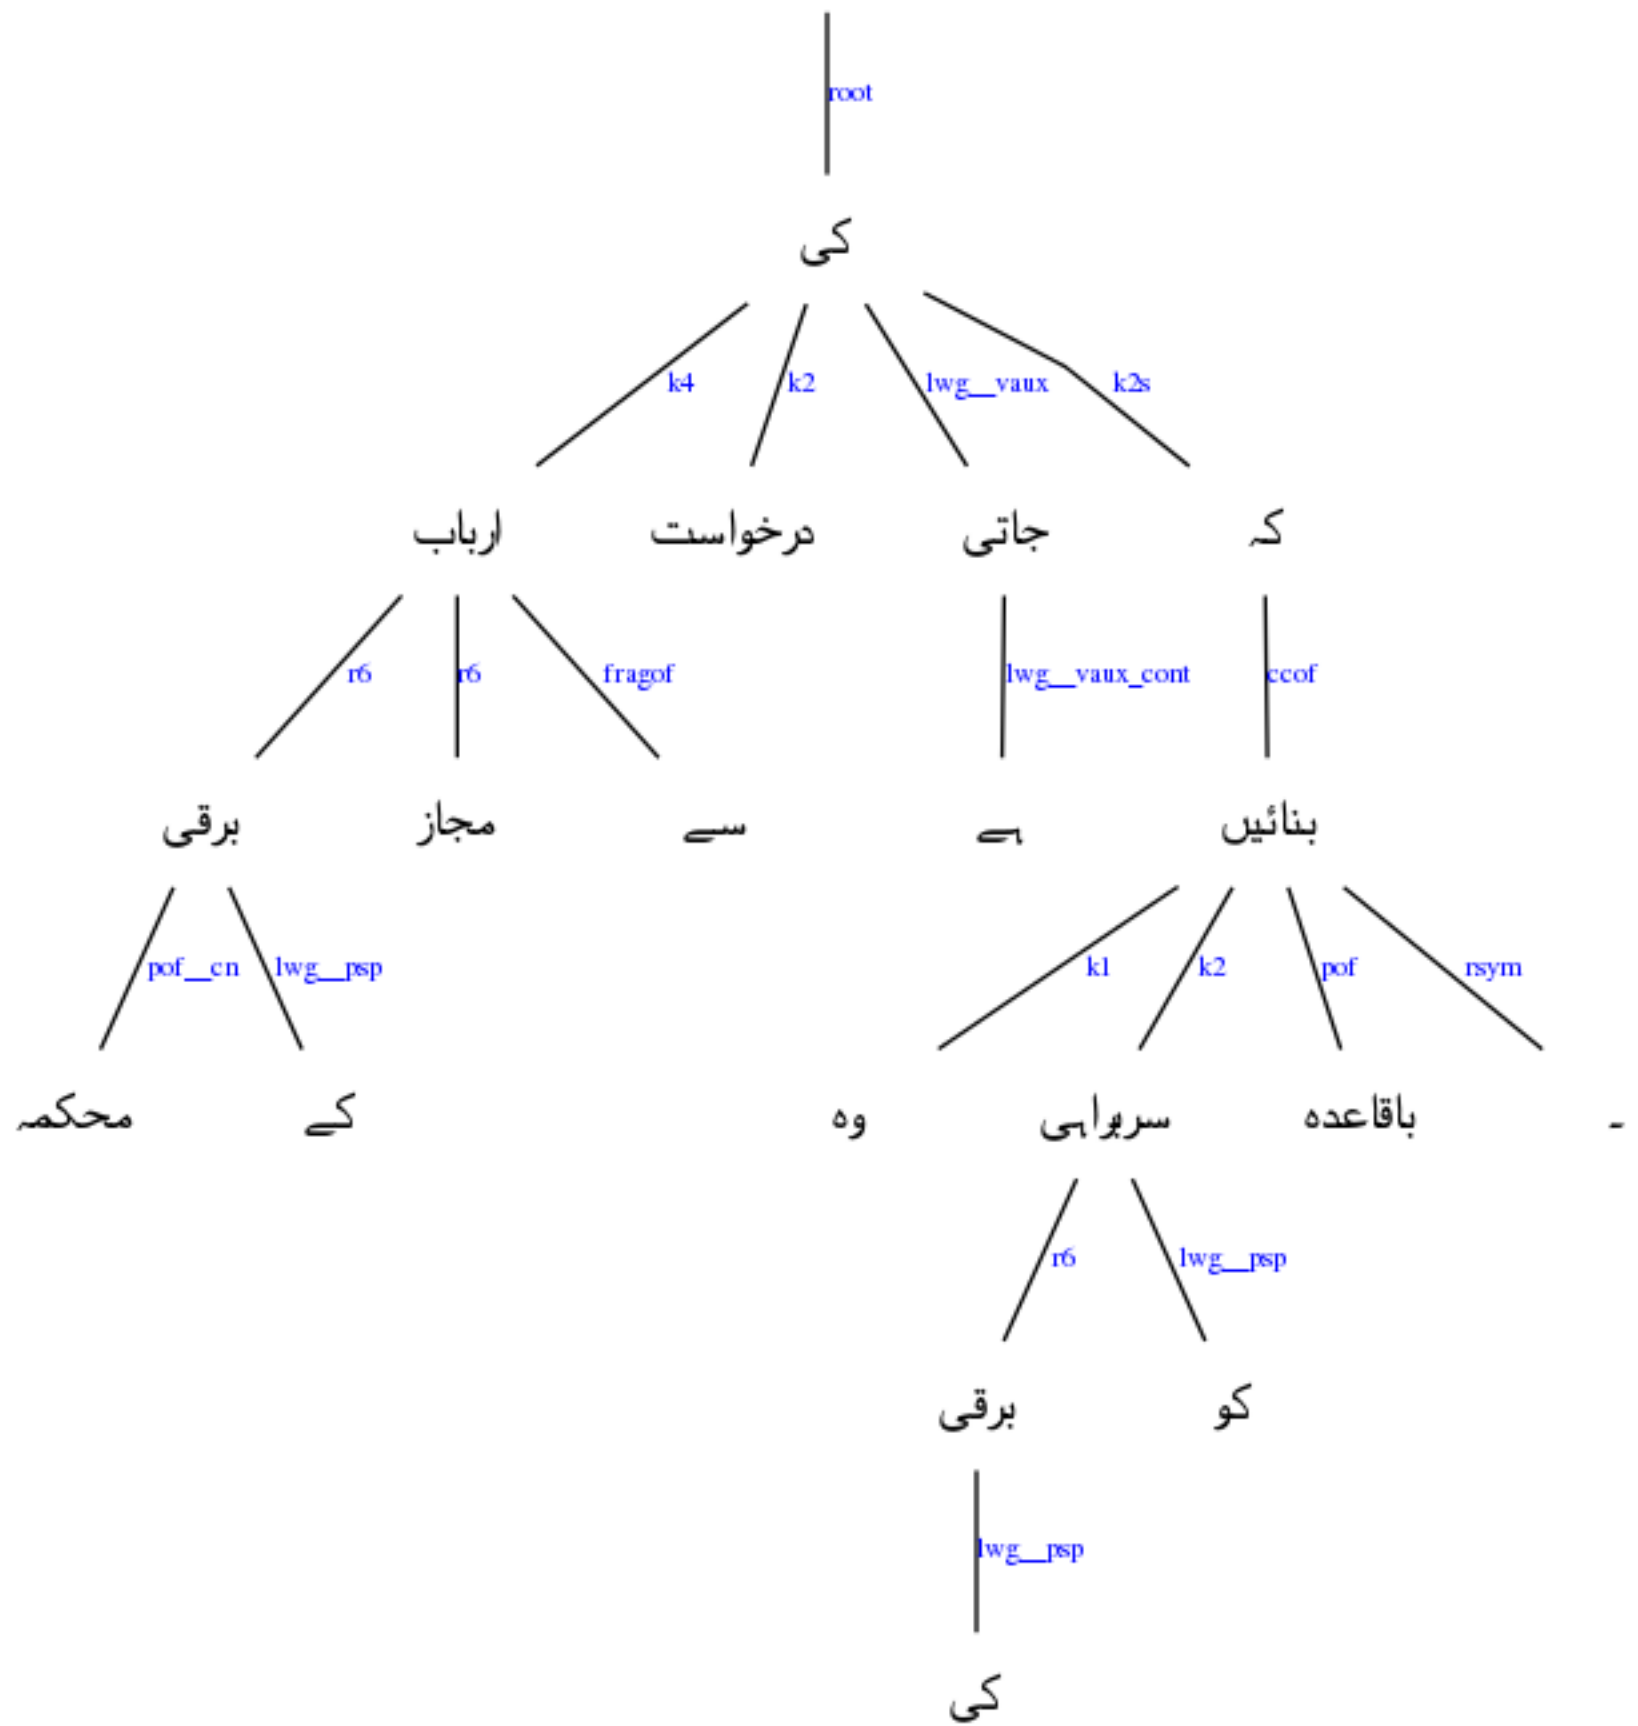 root
کی
k4 k2 lwg__vaux k2s
ارباب درخواست جاتی کہ
r6 r6 fragof lwg__vaux_cont ccof
برقی مجاز سے ہے بنائیں
pof__cn lwg__psp k1 k2 pof rsym
محکمہ کے وہ سربراہی باقاعدہ ۔
r6 lwg__psp
برقی کو
lwg__psp
کی